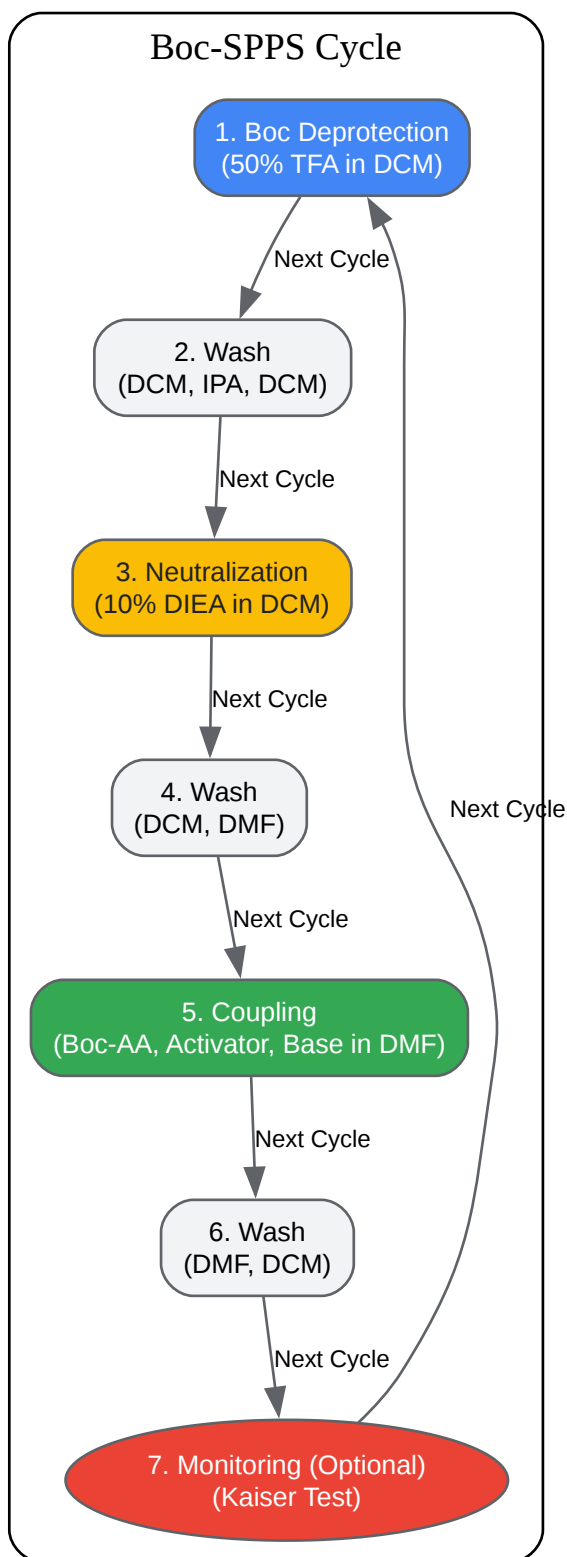 Boc-SPPS Cycle
1. Boc Deprotection
(50% TFA in DCM)
Next Cycle
2. Wash
(DCM, IPA, DCM)
Next Cycle
3. Neutralization
(10% DIEA in DCM)
Next Cycle
4. Wash
(DCM, DMF)
Next Cycle
Next Cycle
5. Coupling
(Boc-AA, Activator, Base in DMF)
Next Cycle
6. Wash
(DMF, DCM)
Next Cycle
7. Monitoring (Optional)
(Kaiser Test)